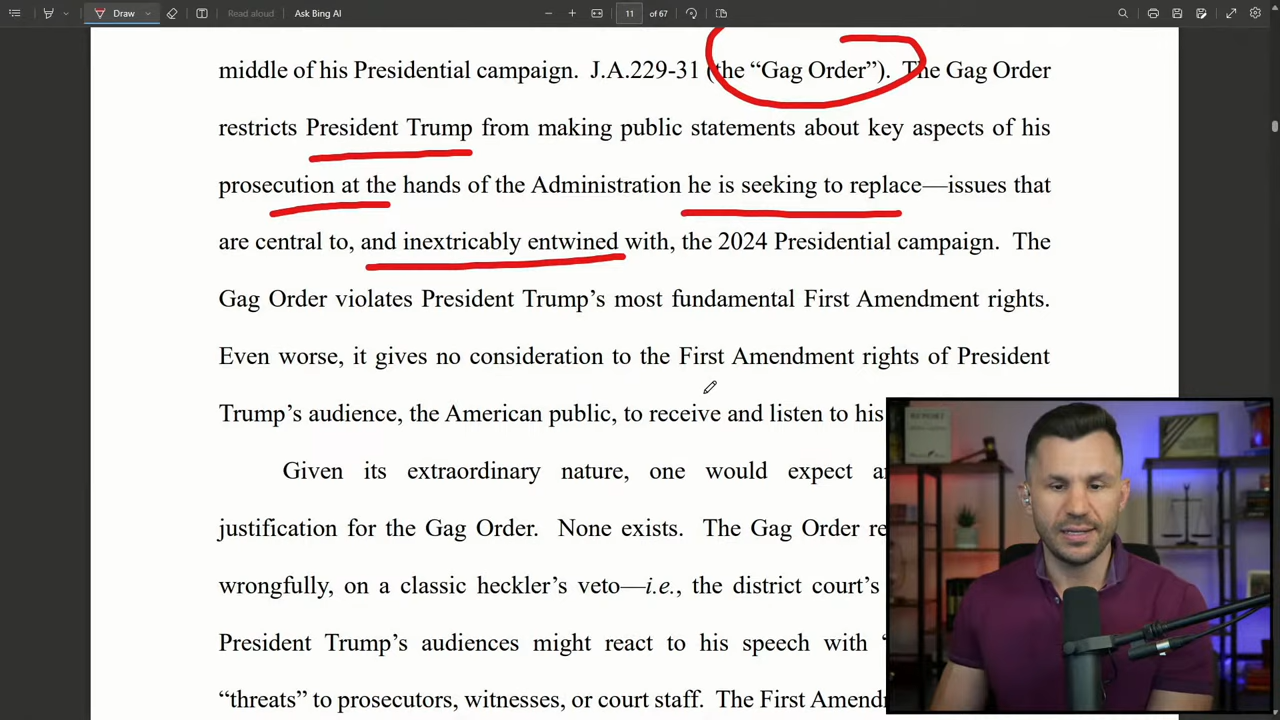 Draw
Read aloud
Ask Bing AI
11 of 67
middle of his Presidential campaign. J.A.229-31 (the “Gag Order”). The Gag Order
restricts President Trump from making public statements about key aspects of his
prosecution at the hands of the Administration he is seeking to replace—issues that
are central to, and inextricably entwined with, the 2024 Presidential campaign. The
Gag Order violates President Trump’s most fundamental First Amendment rights.
Even worse, it gives no consideration to the First Amendment rights of President
Trump’s audience, the American public, to receive and listen to his
Given its extraordinary nature, one would expect
justification for the Gag Order. None exists. The Gag Order
wrongfully, on a classic heckler’s veto—i.e., the district court’s
President Trump’s audiences might react to his speech with “
“threats” to prosecutors, witnesses, or court staff. The First
REPORT